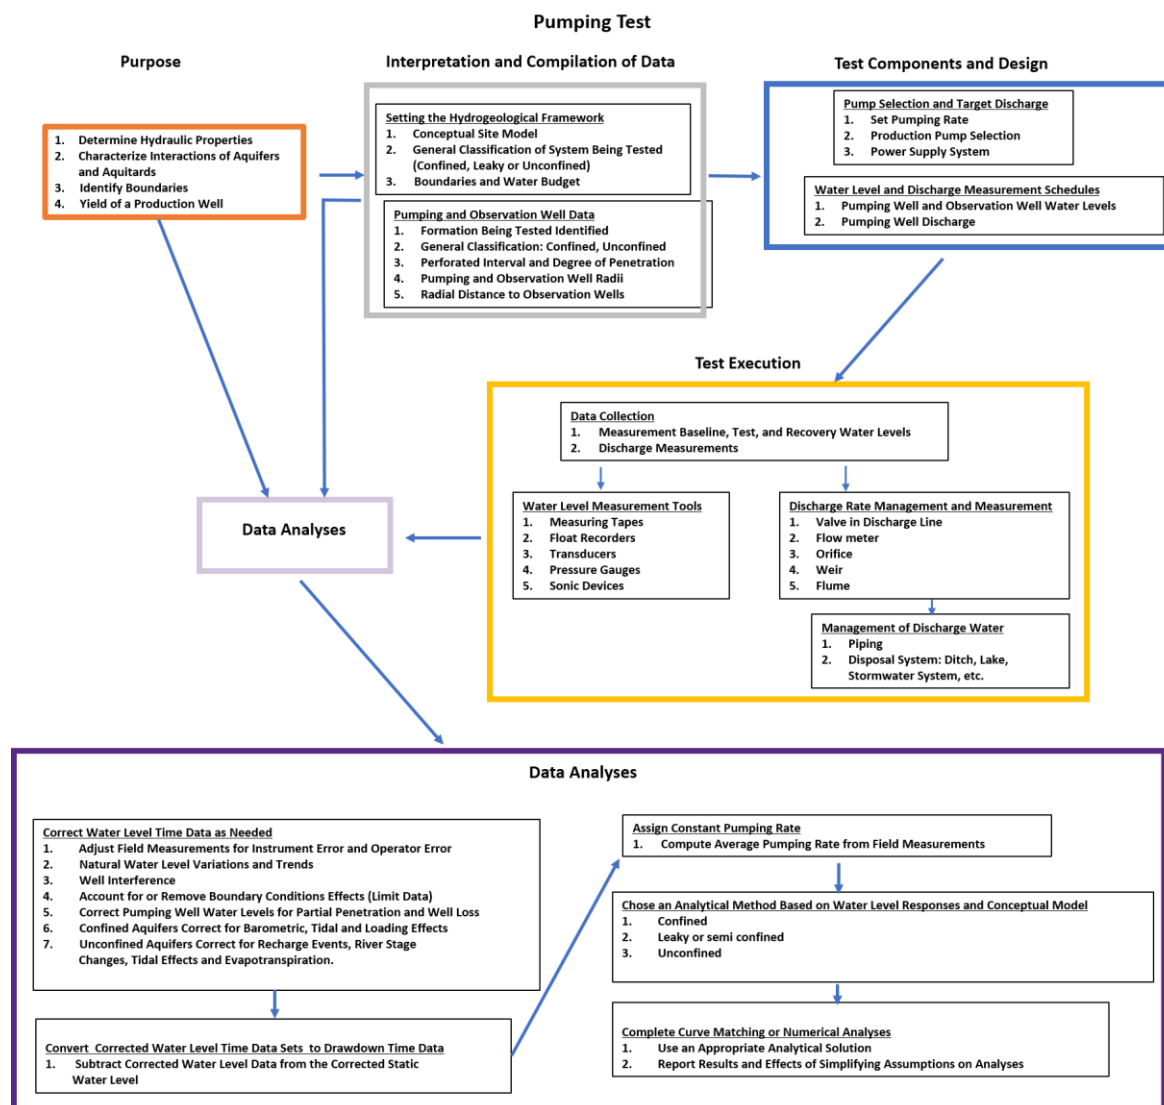 Pumping Test
Purpose
1. Determine Hydraulic Properties
2. Characterize Interactions of Aquifers
and Aquitards
3. Identify Boundaries
4. Yield of a Production Well
Interpretation and Compilation of Data
Setting the Hydrogeological Framework
1. Conceptual Site Model
2. General Classification of System Being Tested
(Confined, Leaky or Unconfined)
3. Boundaries and Water Budget
Pumping and Observation Well Data
1. Formation Being Tested Identified
2. General Classification: Confined, Unconfined
3. Perforated Interval and Degree of Penetration
4. Pumping and Observation Well Radii
5. Radial Distance to Observation Wells
Test Components and Design
Pump Selection and Target Discharge
1. Set Pumping Rate
2. Production Pump Selection
3. Power Supply System
Water Level and Discharge Measurement Schedules
1. Pumping Well and Observation Well Water Levels
2. Pumping Well Discharge
Test Execution
Data Collection
1. Measurement Baseline, Test, and Recovery Water Levels
2. Discharge Measurements
Water Level Measurement Tools
1. Measuring Tapes
2. Float Recorders
3. Transducers
4. Pressure Gauges
5. Sonic Devices
Discharge Rate Management and Measurement
1. Valve in Discharge Line
2. Flow meter
3. Orifice
4. Weir
5. Flume
Management of Discharge Water
1. Piping
2. Disposal System: Ditch, Lake,
Stormwater System, etc.
Data Analyses
Data Analyses
Correct Water Level Time Data as Needed
1. Adjust Field Measurements for Instrument Error and Operator Error
2. Natural Water Level Variations and Trends
3. Well Interference
4. Account for or Remove Boundary Conditions Effects (Limit Data)
5. Correct Pumping Well Water Levels for Partial Penetration and Well Loss
6. Confined Aquifers Correct for Barometric, Tidal and Loading Effects
7. Unconfined Aquifers Correct for Recharge Events, River Stage
Changes, Tidal Effects and Evapotranspiration.
Convert Corrected Water Level Time Data Sets to Drawdown Time Data
1. Subtract Corrected Water Level Data from the Corrected Static
Water Level
Assign Constant Pumping Rate
1. Compute Average Pumping Rate from Field Measurements
Chose an Analytical Method Based on Water Level Responses and Conceptual Model
1. Confined
2. Leaky or semi confined
3. Unconfined
Complete Curve Matching or Numerical Analyses
1. Use an Appropriate Analytical Solution
2. Report Results and Effects of Simplifying Assumptions on Analyses